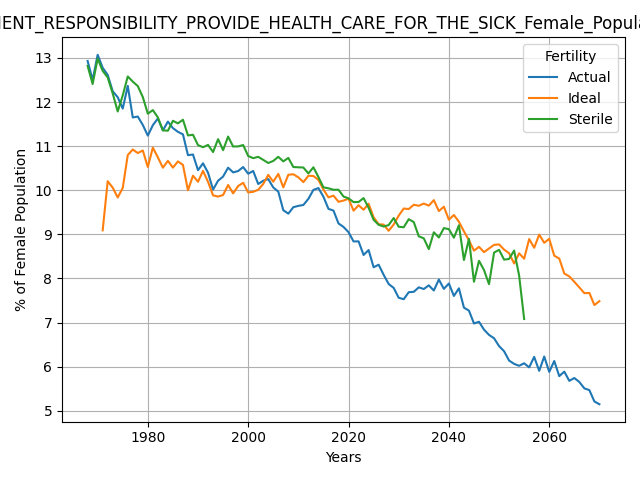 MENT_RESPONSIBILITY_PROVIDE_HEALTH_CARE_FOR_THE_SICK_Female_Popula
Fertility
Actual
Ideal
Sterile
% of Female Population
13
12
11
10
9
8
7
6
5
1980 2000 2020 2040 2060
Years